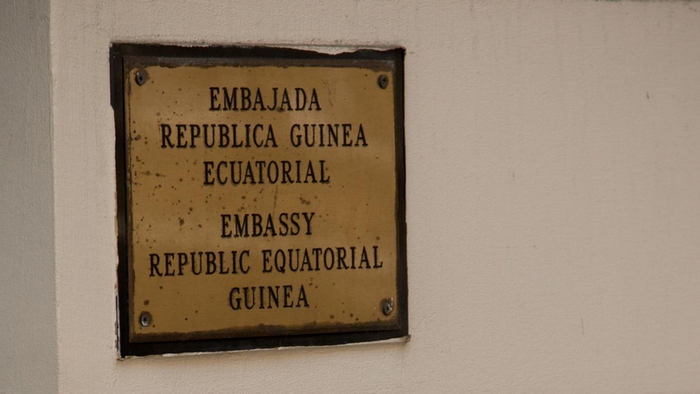 EMBAJADA
REPUBLICA GUINEA
ECUATORIAL
EMBASSY
REPUBLIC EQUATORIAL
GUINEA